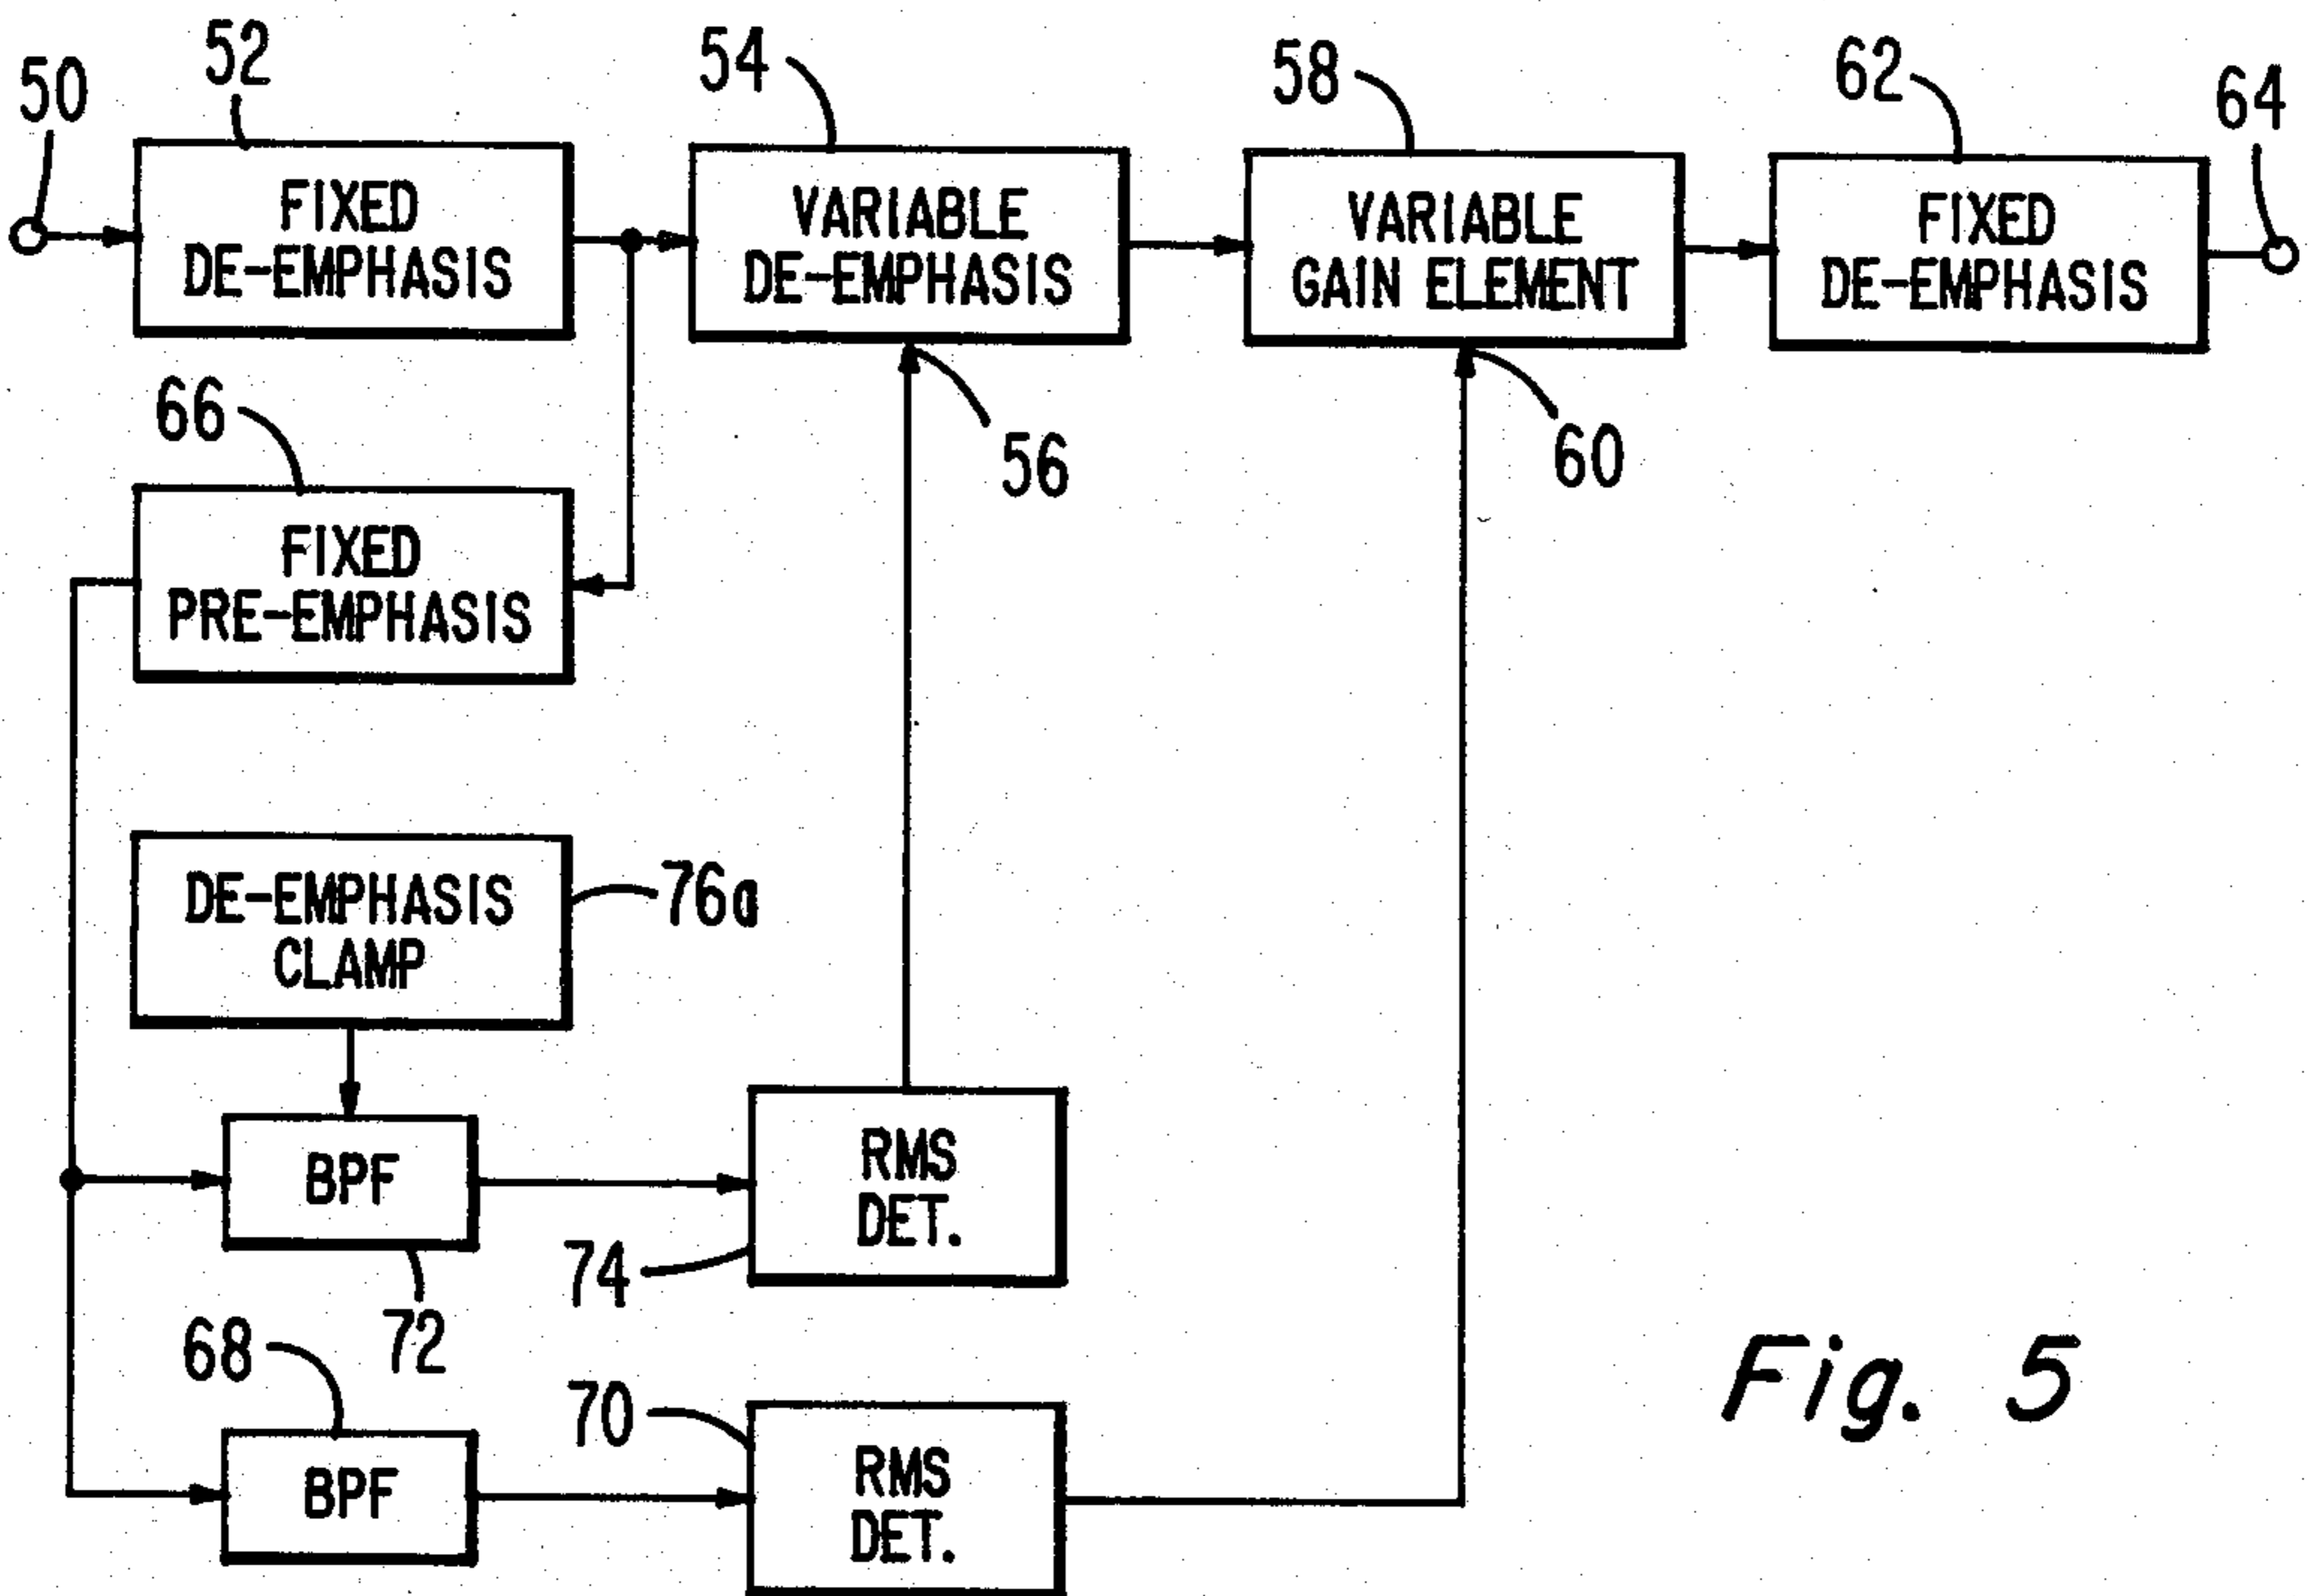 50
52
54
58
62
64
FIXED
DE-EMPHASIS
VARIABLE
DE-EMPHASIS
VARIABLE
GAIN ELEMENT
FIXED
DE-EMPHASIS
66
56
60
FIXED
PRE-EMPHASIS
DE-EMPHASIS
CLAMP
76a
BPF
RMS
DET.
74
72
68
70
BPF
RMS
DET.
Fig. 5